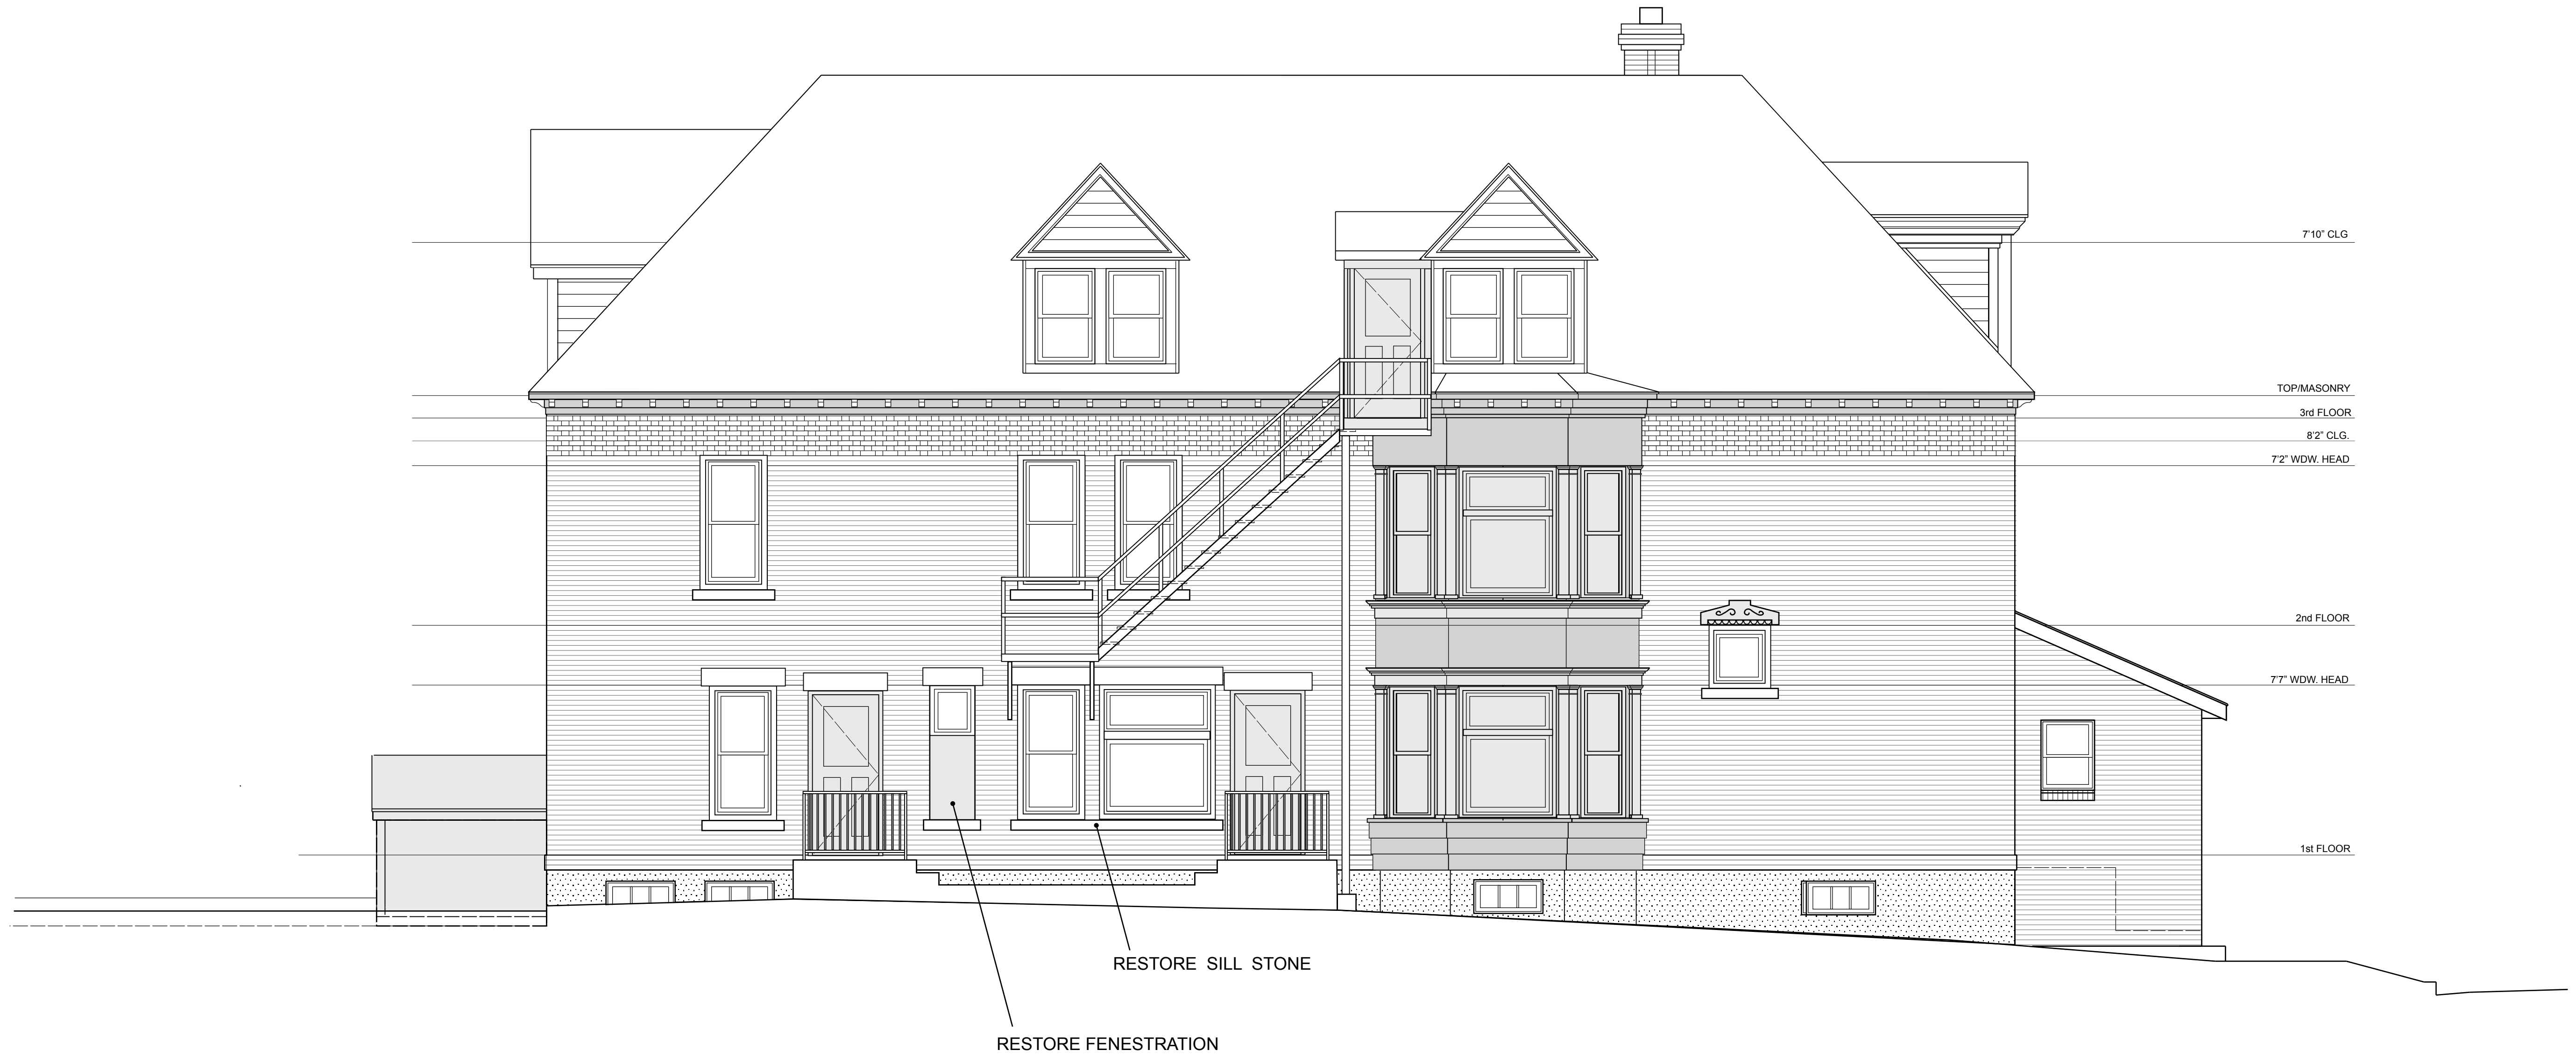 7'10" CLG
TOP/MASONRY
3rd FLOOR
8'2" CLG.
7'2" WDW. HEAD
2nd FLOOR
7'7" WDW. HEAD
1st FLOOR
RESTORE SILL STONE
RESTORE FENESTRATION